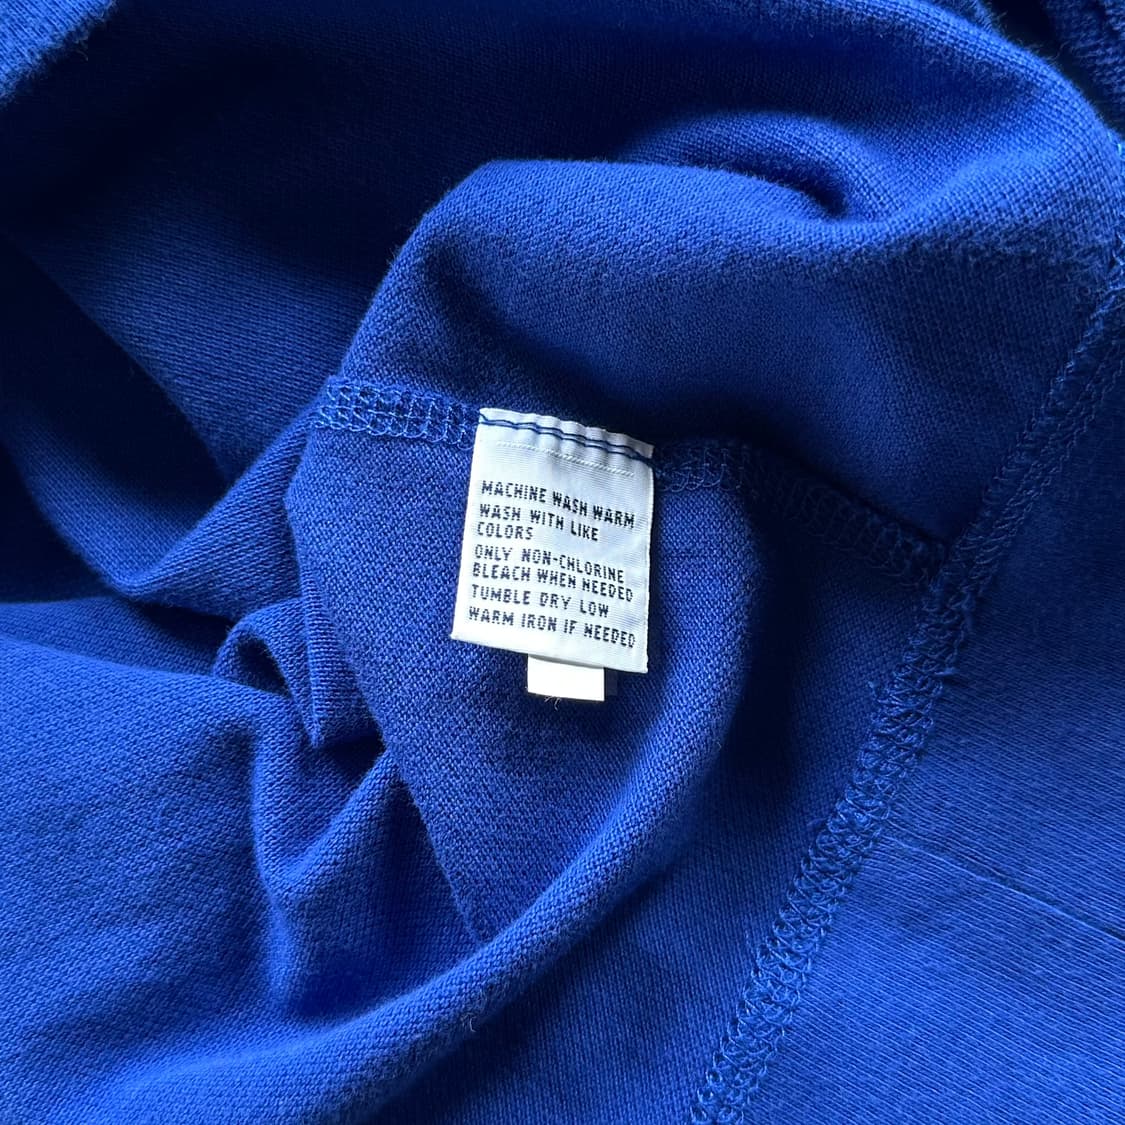 MACHINE WASH WARM
WASH WITH LIKE
COLORS
ONLY NON-CHLORINE
BLEACH WHEN NEEDED
TUMBLE DRY LOW
WARM IRON IF NEEDED